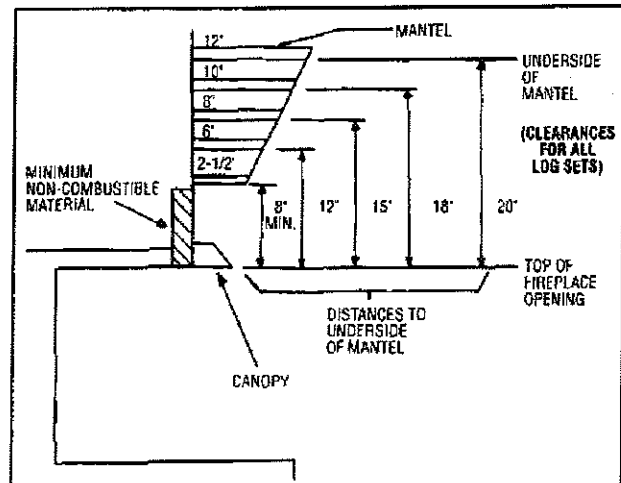 12"
MANTEL
10"
8"
6"
2-1/2"
UNDERSIDE
OF
MANTEL
(CLEARANCES
FOR ALL
LOG SETS)
MINIMUM
NON-COMBUSTIBLE
MATERIAL
8"
MIN.
12"
15"
18"
20"
TOP OF
FIREPLACE
OPENING
DISTANCES TO
UNDERSIDE
OF MANTEL
CANOPY